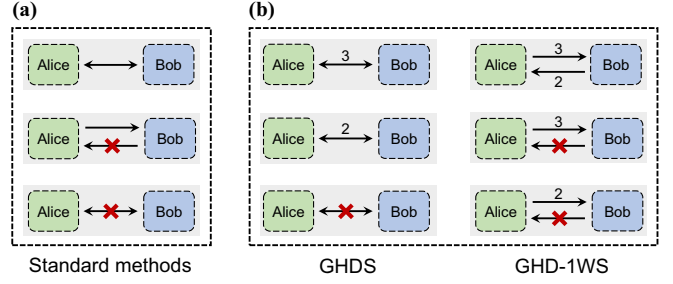 (a)
(b)
Alice Bob
Alice 3 Bob
Alice 3 2 Bob
Alice Bob
Alice 2 Bob
Alice 3 Bob
Alice Bob
Alice Bob
Alice 2 Bob
Standard methods
GHDS
GHD-1WS